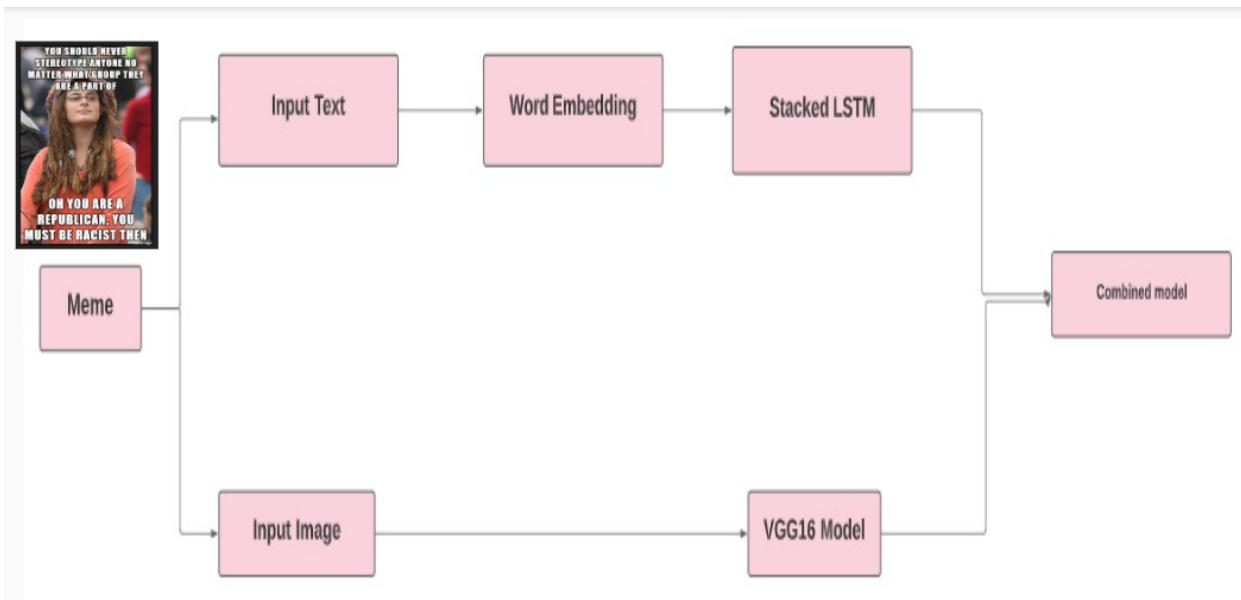 YOU SHOULD NEVER
STEREOTYPE ANYONE NO
MATTER WHAT GROUP THEY
ARE A PART OF
OH YOU ARE A
REPUBLICAN, YOU
MUST BE RACIST THEN
Meme
Input Text
Word Embedding
Stacked LSTM
Combined model
Input Image
VGG16 Model